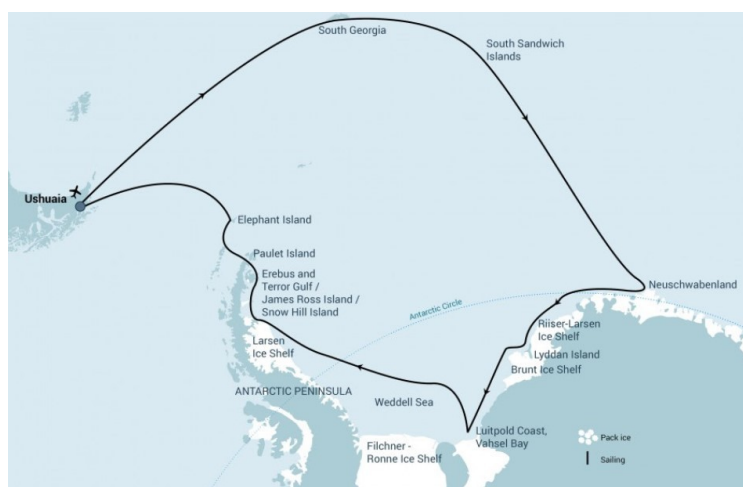 South Georgia
South Sandwich
Islands
Ushuaia
Elephant Island
Paulet Island
Erebus and
Terror Gulf /
James Ross Island /
Snow Hill Island
Neuschwabenland
Antarctic Circle
Riiser-Larsen
Ice Shelf
Larsen
Ice Shelf
Lyddan Island
Brunt Ice Shelf
ANTARCTIC PENINSULA
Weddell Sea
Luitpold Coast,
Vahsel Bay
Filchner -
Ronne Ice Shelf
Pack ice
Sailing